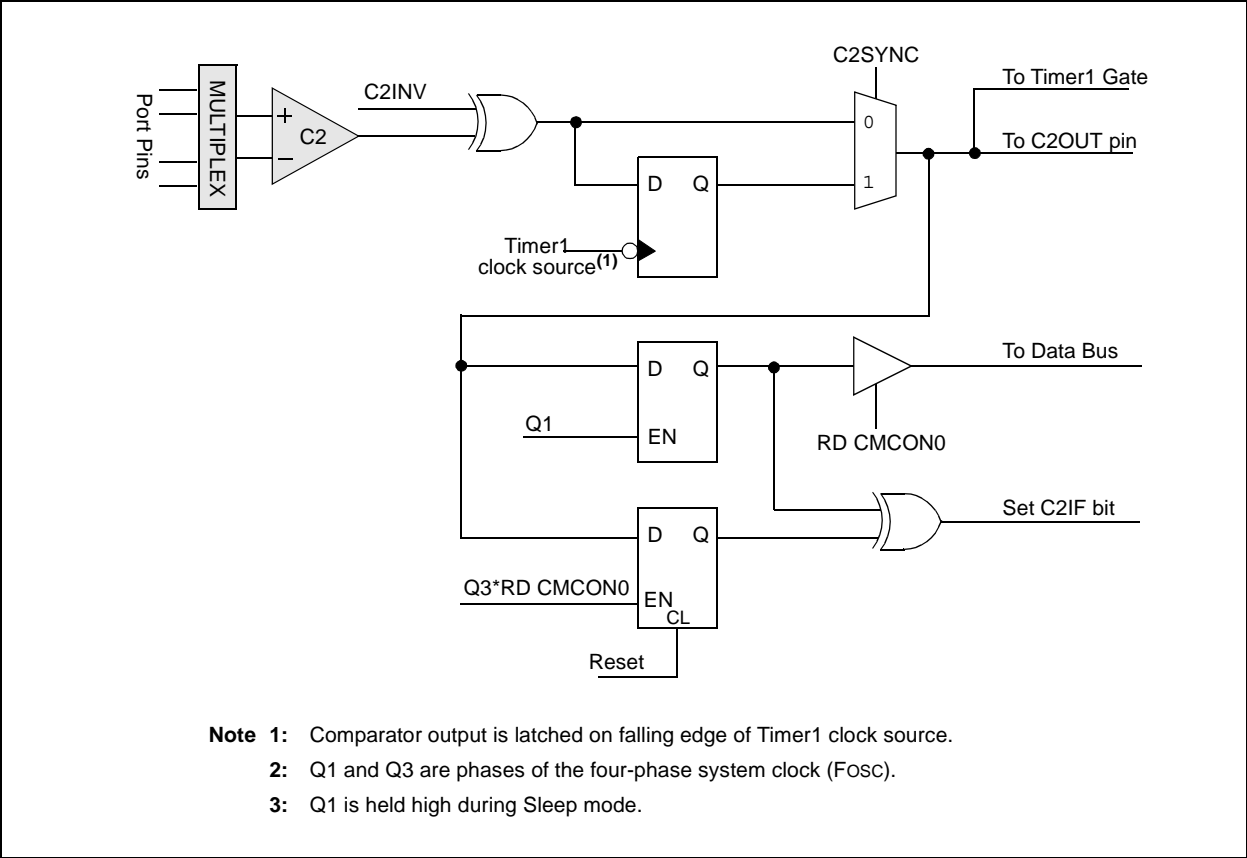 C2SYNC
To Timer1 Gate
C2INV
MULTIPLEX
Port Pins
+
C2
–
0
To C2OUT pin
D Q
1
Timer1
clock source(1)
D Q
To Data Bus
Q1
EN
RD CMCON0
Set C2IF bit
D Q
Q3*RD CMCON0
EN
CL
Reset
Note 1: Comparator output is latched on falling edge of Timer1 clock source.
2: Q1 and Q3 are phases of the four-phase system clock (FOSC).
3: Q1 is held high during Sleep mode.